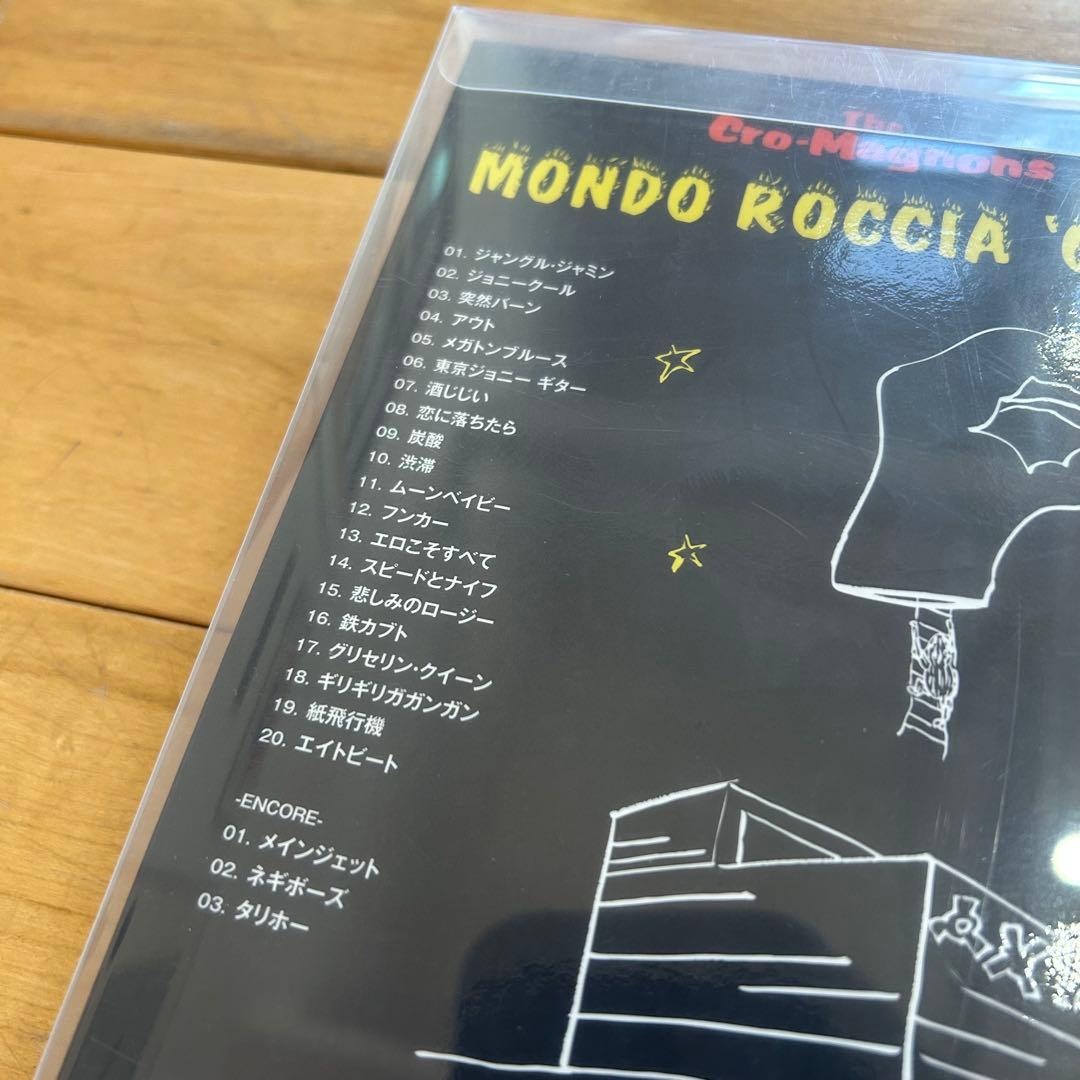 The
Cro-Magnons
MONDO ROCCIA '
01. ジャングル・ジャミン
02. ジョニークール
03. 突然バーン
04. アウト
05. メガトンブルース
06. 東京ジョニー ギター
07. 酒じじい
08. 恋に落ちたら
09. 炭酸
10. 渋滞
11. ムーンベイビー
12. フンカー
13. エロこそすべて
14. スピードとナイフ
15. 悲しみのロージー
16. 鉄カブト
17. グリセリン・クイーン
18. ギリギリガガンガン
19. 紙飛行機
20. エイトビート
-ENCORE-
01. メインジェット
02. ネギボーズ
03. タリホー